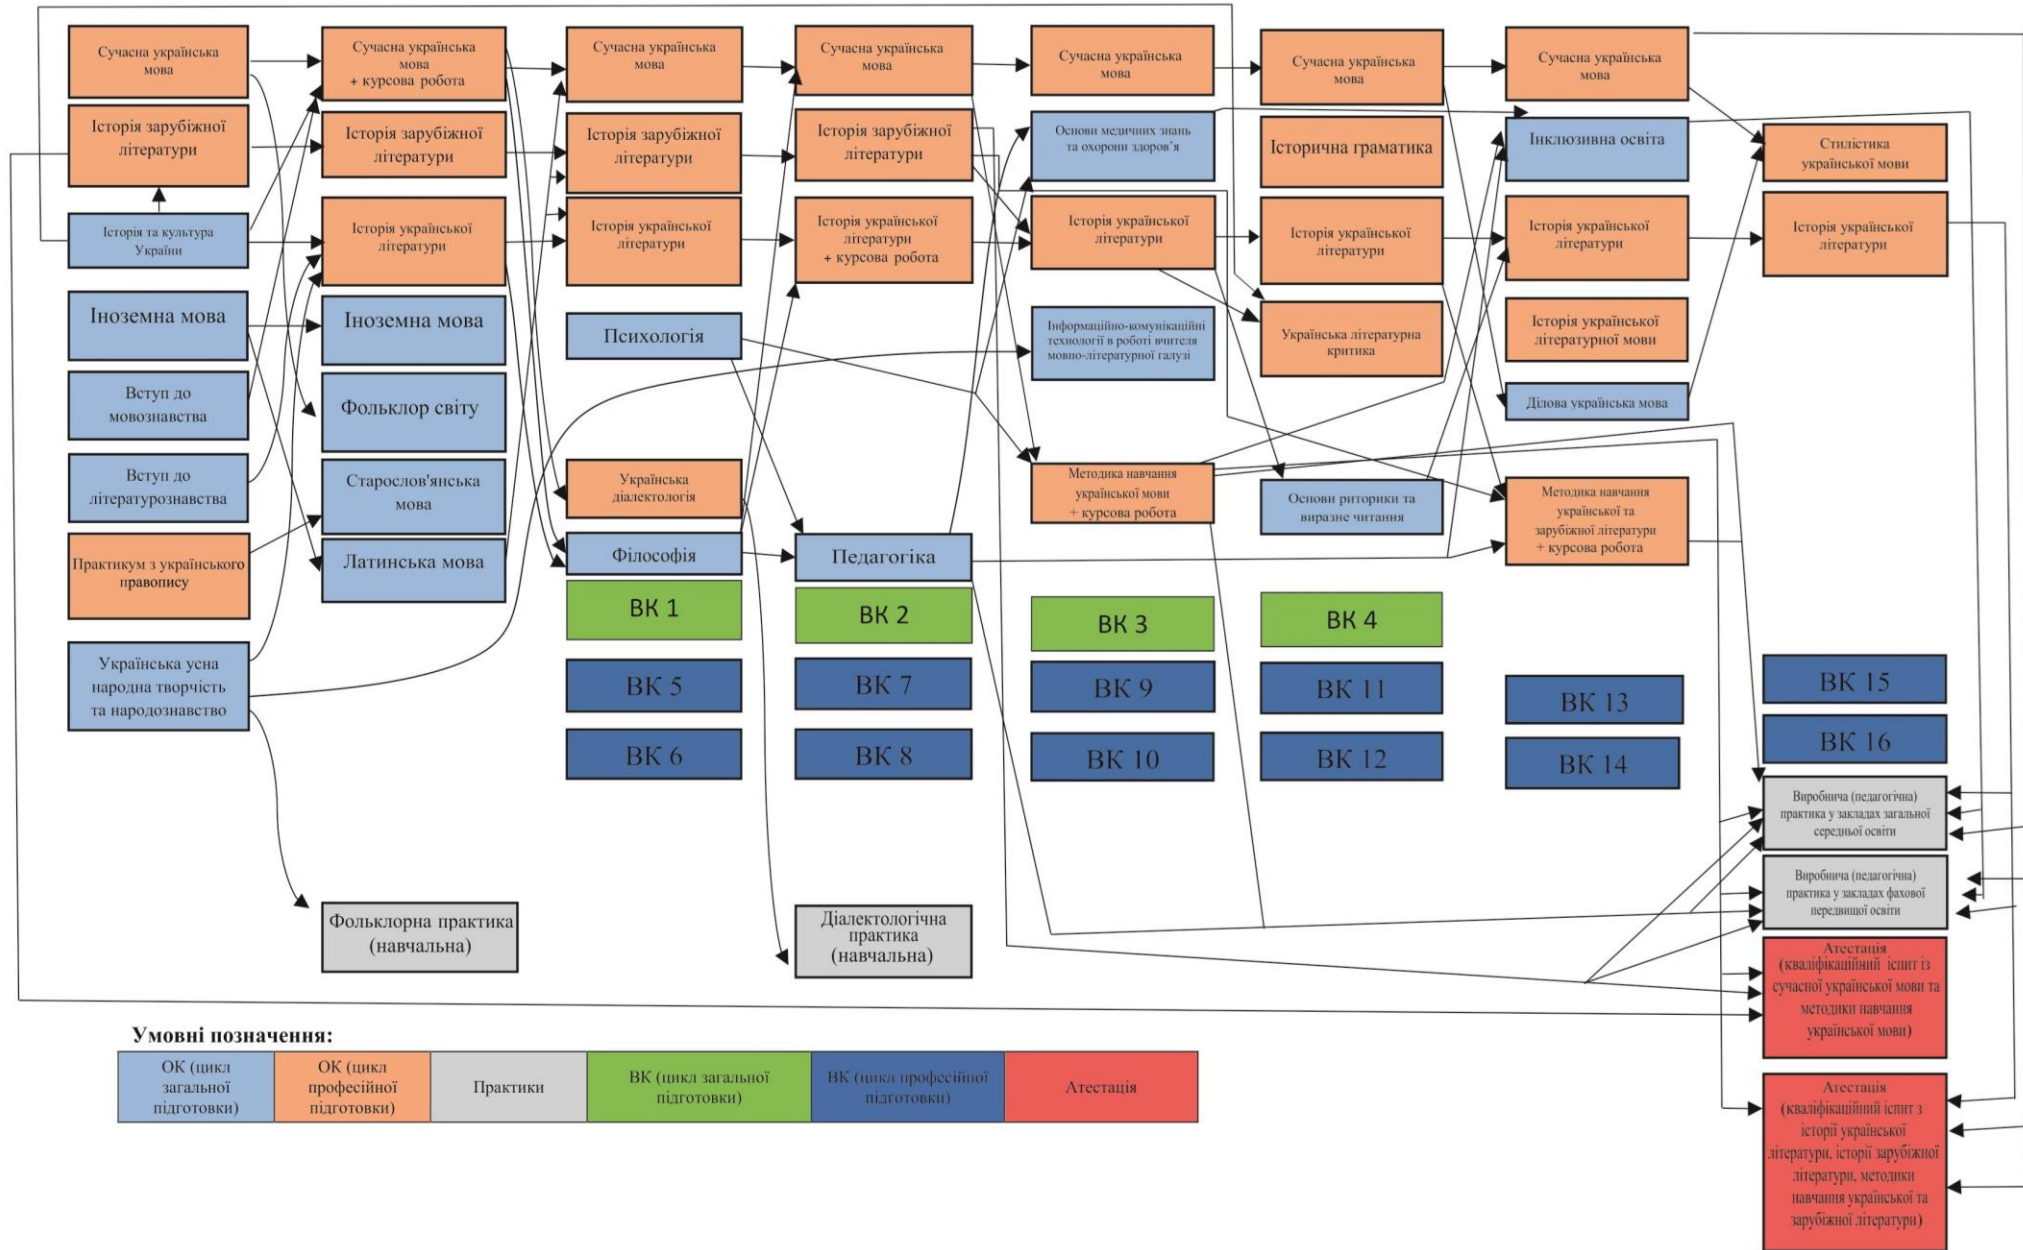 Сучасна українська
мова
Історія зарубіжної
літератури
Історія та культура
України
Іноземна мова
Вступ до
мовознавства
Вступ до
літературознавства
Практикум з українського
правопису
Українська усна
народна творчість
та народознавство
Сучасна українська
мова
+ курсова робота
Історія зарубіжної
літератури
Історія української
літератури
Іноземна мова
Фольклор світу
Старослов'янська
мова
Латинська мова
Фольклорна практика
(навчальна)
Сучасна українська
мова
Історія зарубіжної
літератури
Історія української
літератури
Психологія
Українська
діалектологія
Філософія
ВК 1
ВК 5
ВК 6
Сучасна українська
мова
Історія зарубіжної
літератури
Історія української
літератури
+ курсова робота
Педагогіка
ВК 2
ВК 7
ВК 8
Діалектологічна
практика
(навчальна)
Сучасна українська
мова
Основи медичних знань
та охорони здоров’я
Історія української
літератури
Інформаційно-комунікаційні
технології в роботі вчителя
мовно-літературної галузі
Методика навчання
української мови
+ курсова робота
ВК 3
ВК 9
ВК 10
Сучасна українська
мова
Історична граматика
Історія української
літератури
Українська літературна
критика
Основи риторики та
виразне читання
ВК 4
ВК 11
ВК 12
Сучасна українська
мова
Інклюзивна освіта
Історія української
літератури
Історія української
літературної мови
Ділова українська мова
Методика навчання
української та
зарубіжної літератури
+ курсова робота
ВК 13
ВК 14
Стилістика
української мови
Історія української
літератури
ВК 15
ВК 16
Виробнича (педагогічна)
практика у закладах загальної
середньої освіти
Виробнича (педагогічна)
практика у закладах фахової
передвищої освіти
Атестація
(кваліфікаційний іспит із
сучасної української мови та
методики навчання
української мови)
Атестація
(кваліфікаційний іспит з
історії української
літератури, історії зарубіжної
літератури, методики
навчання української та
зарубіжної літератури)
Умовні позначення:
ОК (цикл
загальної
підготовки)
ОК (цикл
професійної
підготовки)
Практики
ВК (цикл загальної
підготовки)
ВК (цикл професійної
підготовки)
Атестація